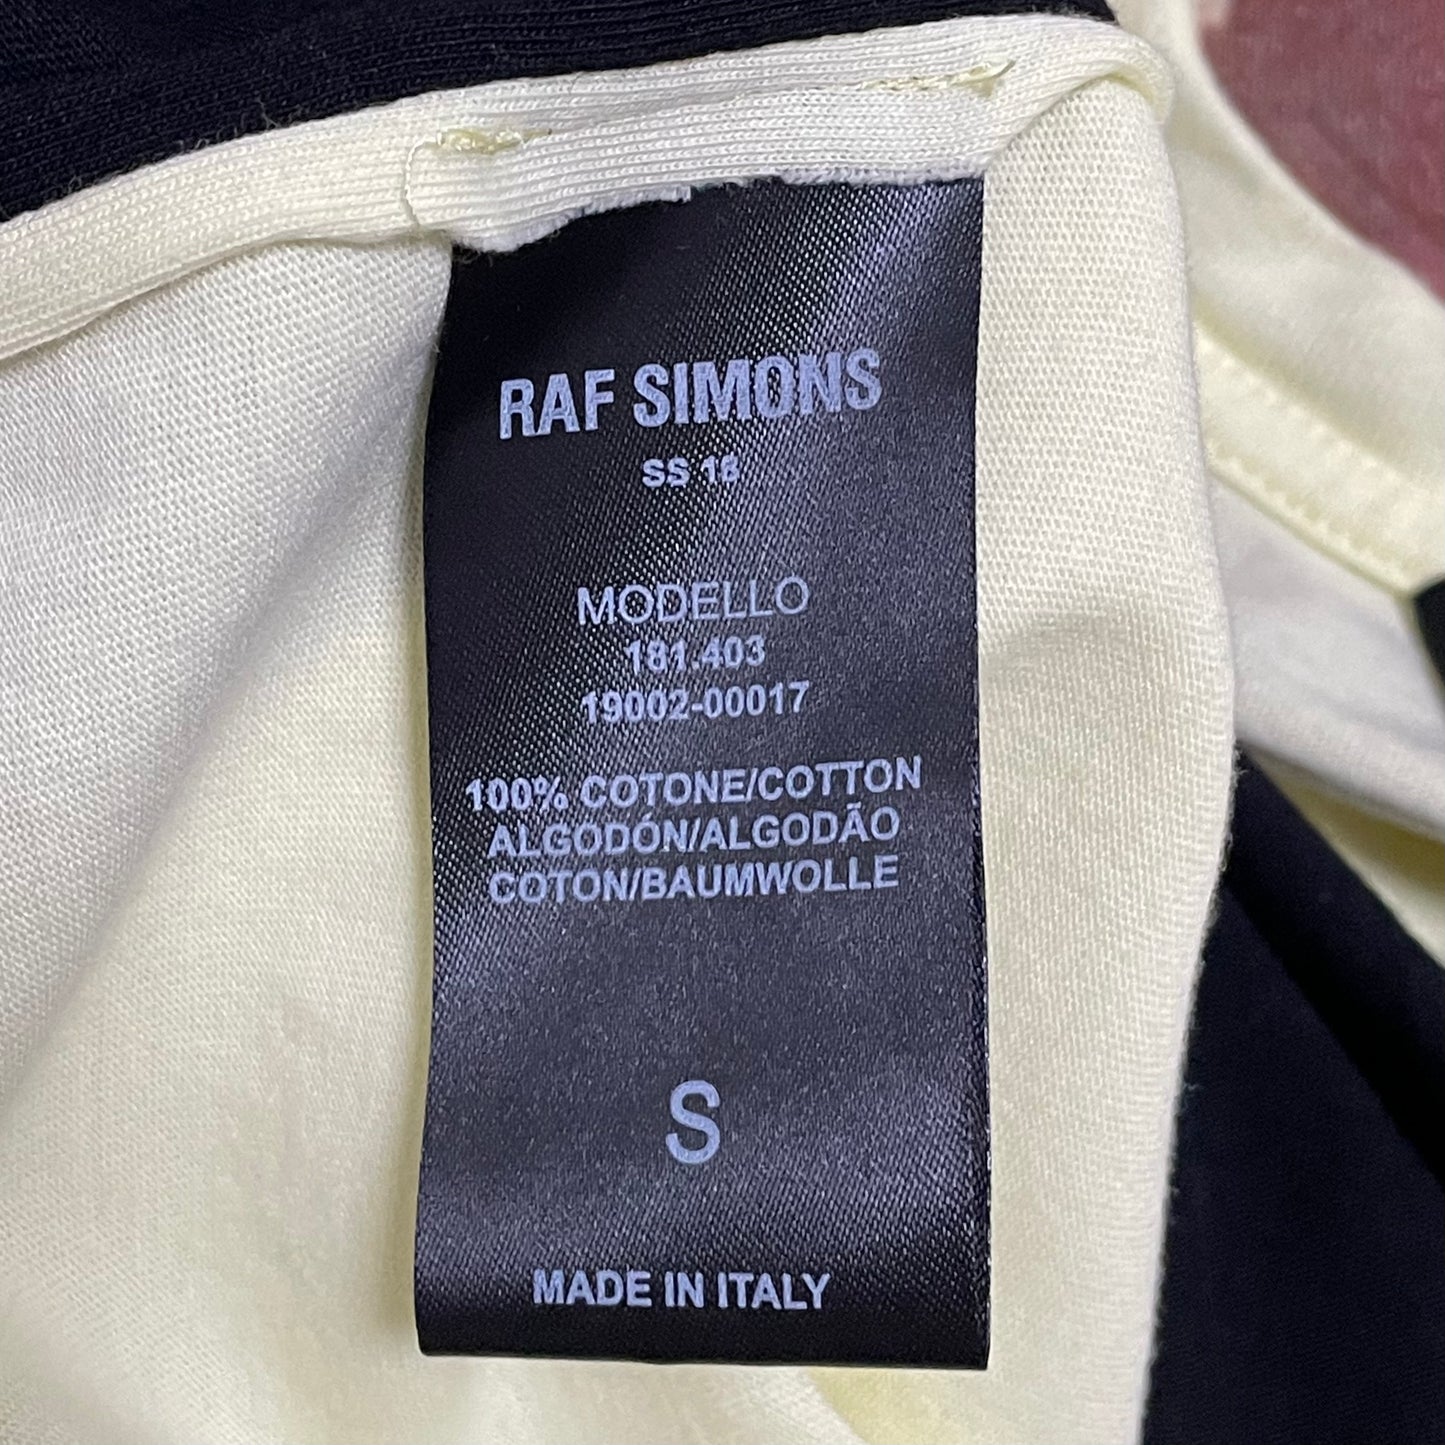 RAF SIMONS
SS 18
MODELLO
181.403
19002-00017
100% COTONE/COTTON
ALGODÓN/ALGODÃO
COTON/BAUMWOLLE
S
MADE IN ITALY